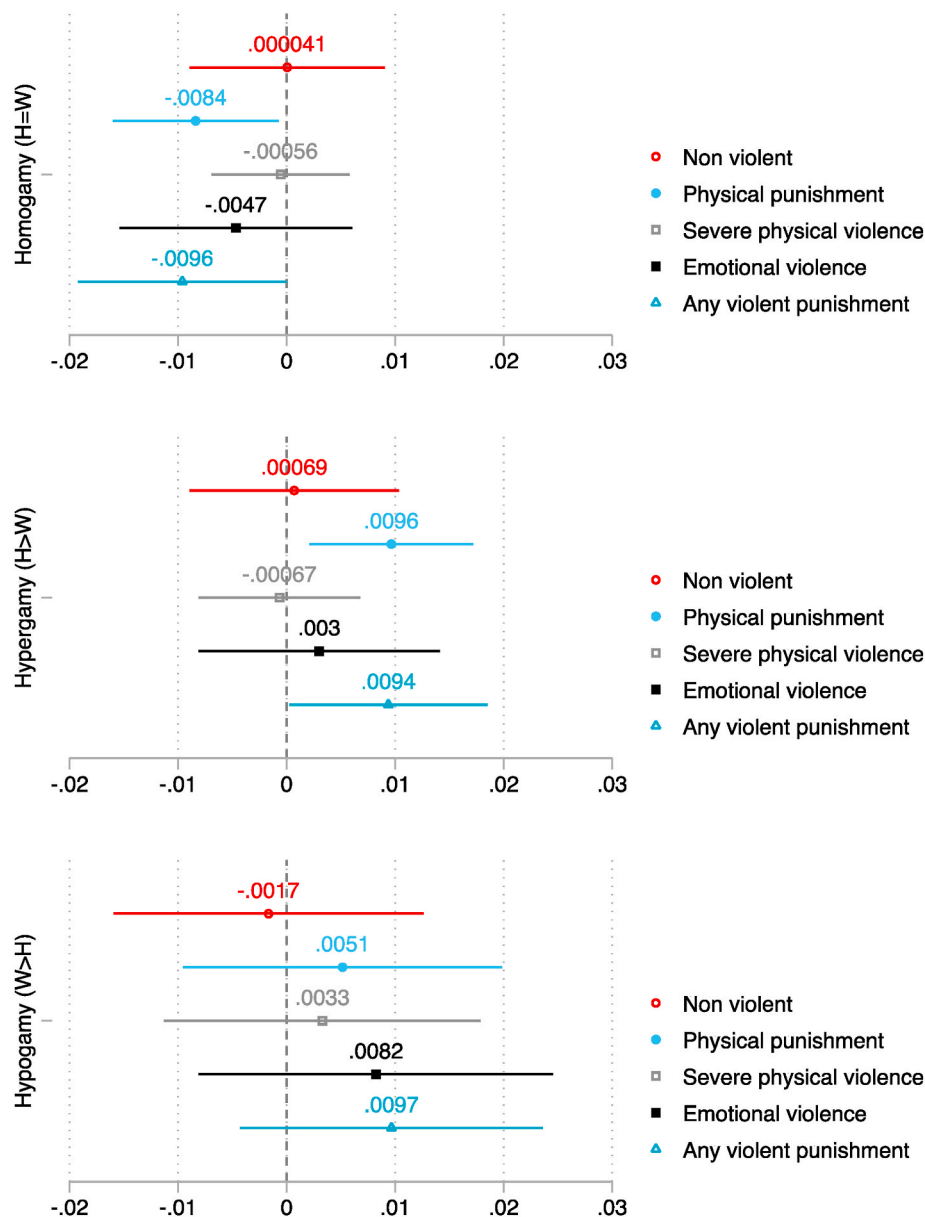 Homogamy (H=W)
.000041
-.0084
-.00056
-.0047
-.0096
-.02 -.01 0 .01 .02 .03
Non violent
Physical punishment
Severe physical violence
Emotional violence
Any violent punishment
Hypergamy (H>W)
.00069
.0096
-.00067
.003
.0094
-.02 -.01 0 .01 .02 .03
Non violent
Physical punishment
Severe physical violence
Emotional violence
Any violent punishment
Hypogamy (W>H)
-.0017
.0051
.0033
.0082
.0097
-.02 -.01 0 .01 .02 .03
Non violent
Physical punishment
Severe physical violence
Emotional violence
Any violent punishment